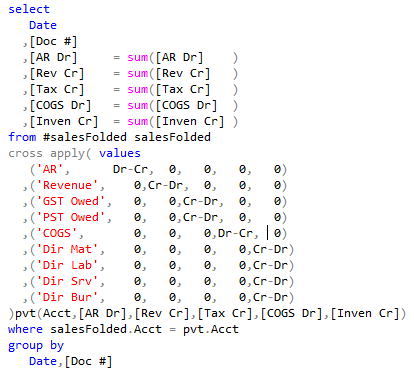 select
    Date
   ,[Doc #]
   ,[AR Dr]     = sum([AR Dr]    )
   ,[Rev Cr]    = sum([Rev Cr]   )
   ,[Tax Cr]    = sum([Tax Cr]   )
   ,[COGS Dr]   = sum([COGS Dr]  )
   ,[Inven Cr]  = sum([Inven Cr] )
from #salesFolded salesFolded
cross apply( values
    ('AR',      Dr-Cr,  0,   0,   0,   0)
   ,('Revenue',    0,Cr-Dr,  0,   0,   0)
   ,('GST Owed',   0,   0,Cr-Dr,  0,   0)
   ,('PST Owed',   0,   0,Cr-Dr,  0,   0)
   ,('COGS',       0,   0,   0,Dr-Cr,  0)
   ,('Dir Mat',    0,   0,   0,   0,Cr-Dr)
   ,('Dir Lab',    0,   0,   0,   0,Cr-Dr)
   ,('Dir Srv',    0,   0,   0,   0,Cr-Dr)
   ,('Dir Bur',    0,   0,   0,   0,Cr-Dr)
)pvt(Acct,[AR Dr],[Rev Cr],[Tax Cr],[COGS Dr],[Inven Cr])
where salesFolded.Acct = pvt.Acct
group by
    Date,[Doc #]